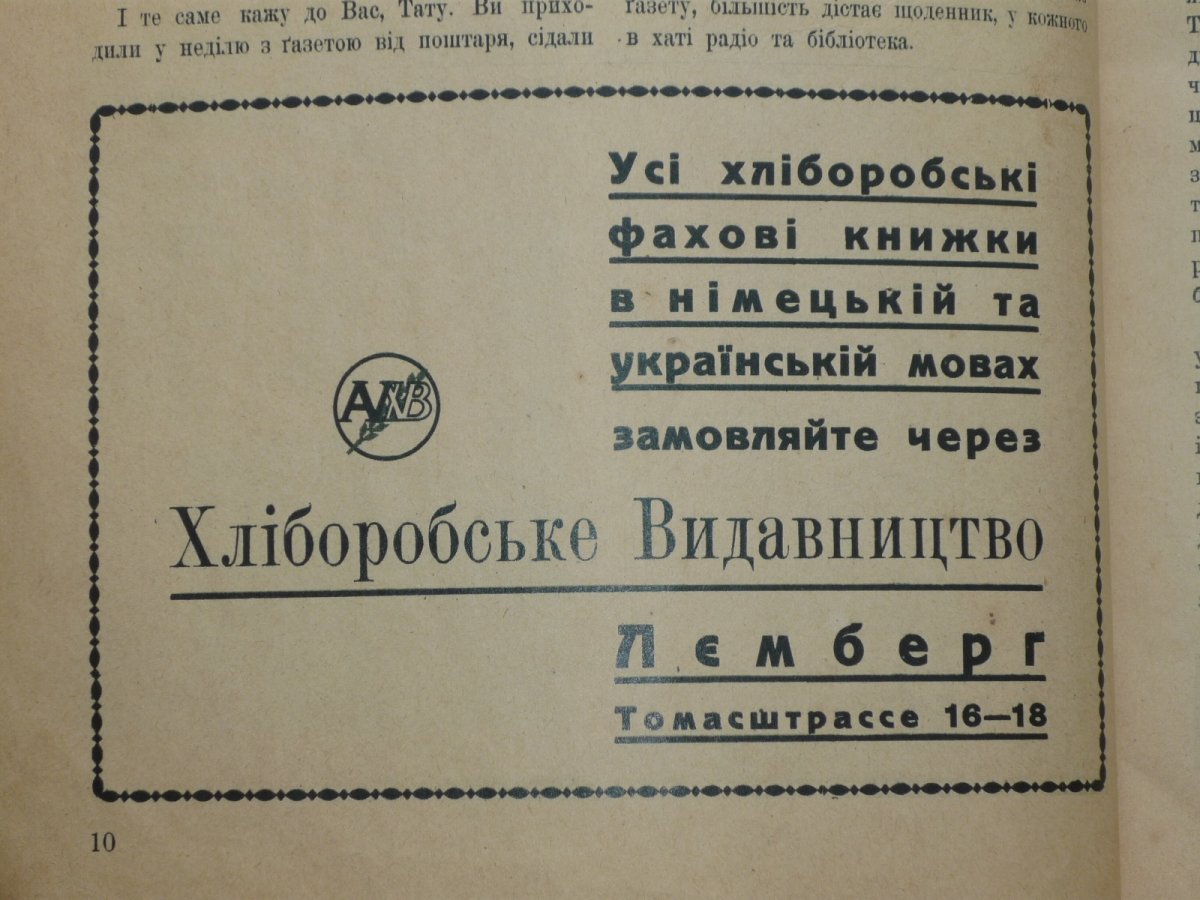 І те саме кажу до Вас, Тату. Ви прихо-
дили у неділю з ґазетою від поштаря, сідали
ґазету, більшість дістає щоденник, у кожного
в хаті радіо та бібліотека.
Усі хліборобські
фахові книжки
в німецькій та
українській мовах
замовляйте через
ХВ
Хліборобське Видавництво
Лємберґ
Томасштрассе 16—18
10